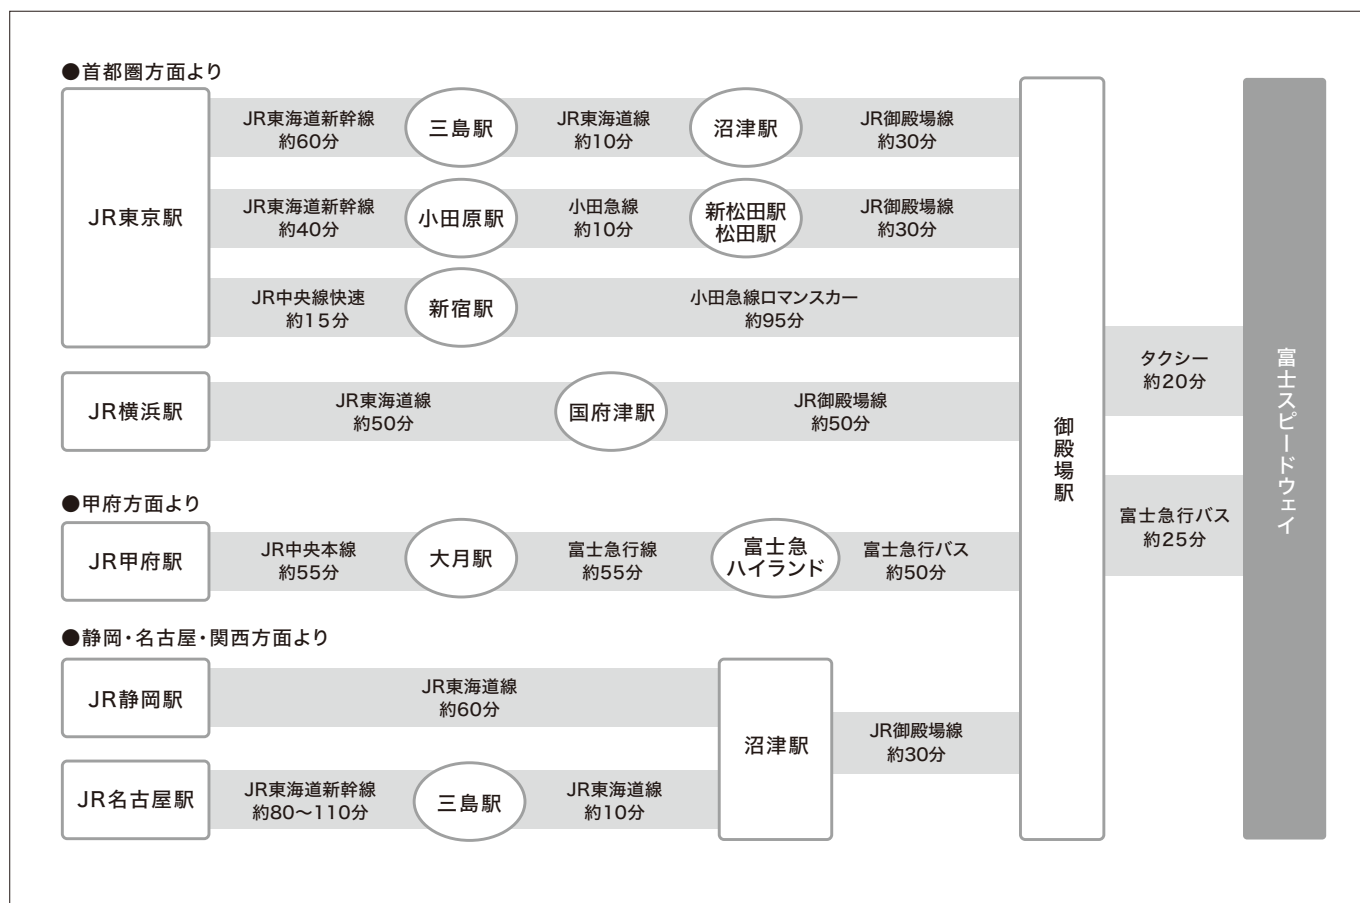 ●首都圏方面より
JR東京駅
JR東海道新幹線
約60分
三島駅
JR東海道線
約10分
沼津駅
JR御殿場線
約30分
JR東海道新幹線
約40分
小田原駅
小田急線
約10分
新松田駅
松田駅
JR御殿場線
約30分
JR中央線快速
約15分
新宿駅
小田急線ロマンスカー
約95分
JR横浜駅
JR東海道線
約50分
国府津駅
JR御殿場線
約50分
●甲府方面より
JR甲府駅
JR中央本線
約55分
大月駅
富士急行線
約55分
富士急
ハイランド
富士急行バス
約50分
●静岡・名古屋・関西方面より
JR静岡駅
JR東海道線
約60分
JR名古屋駅
JR東海道新幹線
約80〜110分
三島駅
JR東海道線
約10分
沼津駅
JR御殿場線
約30分
御殿場駅
タクシー
約20分
富士急行バス
約25分
富士スピードウェイ